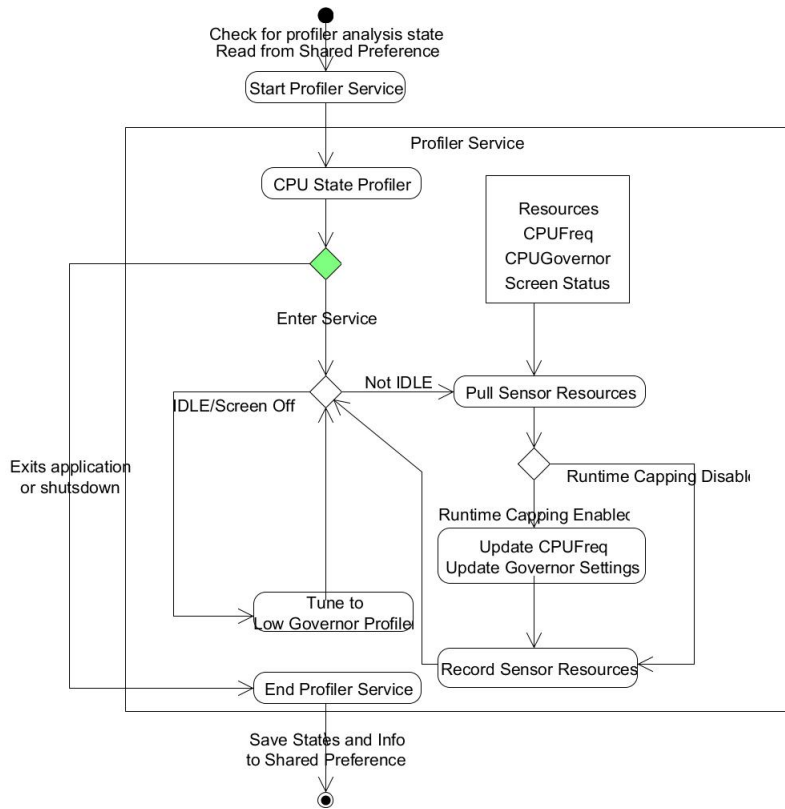 Check for profiler analysis state
Read from Shared Preference
Start Profiler Service
Profiler Service
CPU State Profiler
Resources
CPUFreq
CPUGovernor
Screen Status
Enter Service
Not IDLE
Pull Sensor Resources
IDLE/Screen Off
Exits application
or shutsdown
Runtime Capping Disabl
Runtime Capping Enabled
Update CPUFreq
Update Governor Settings
Tune to
Low Governor Profiler
Record Sensor Resources
End Profiler Service
Save States and Info
to Shared Preference